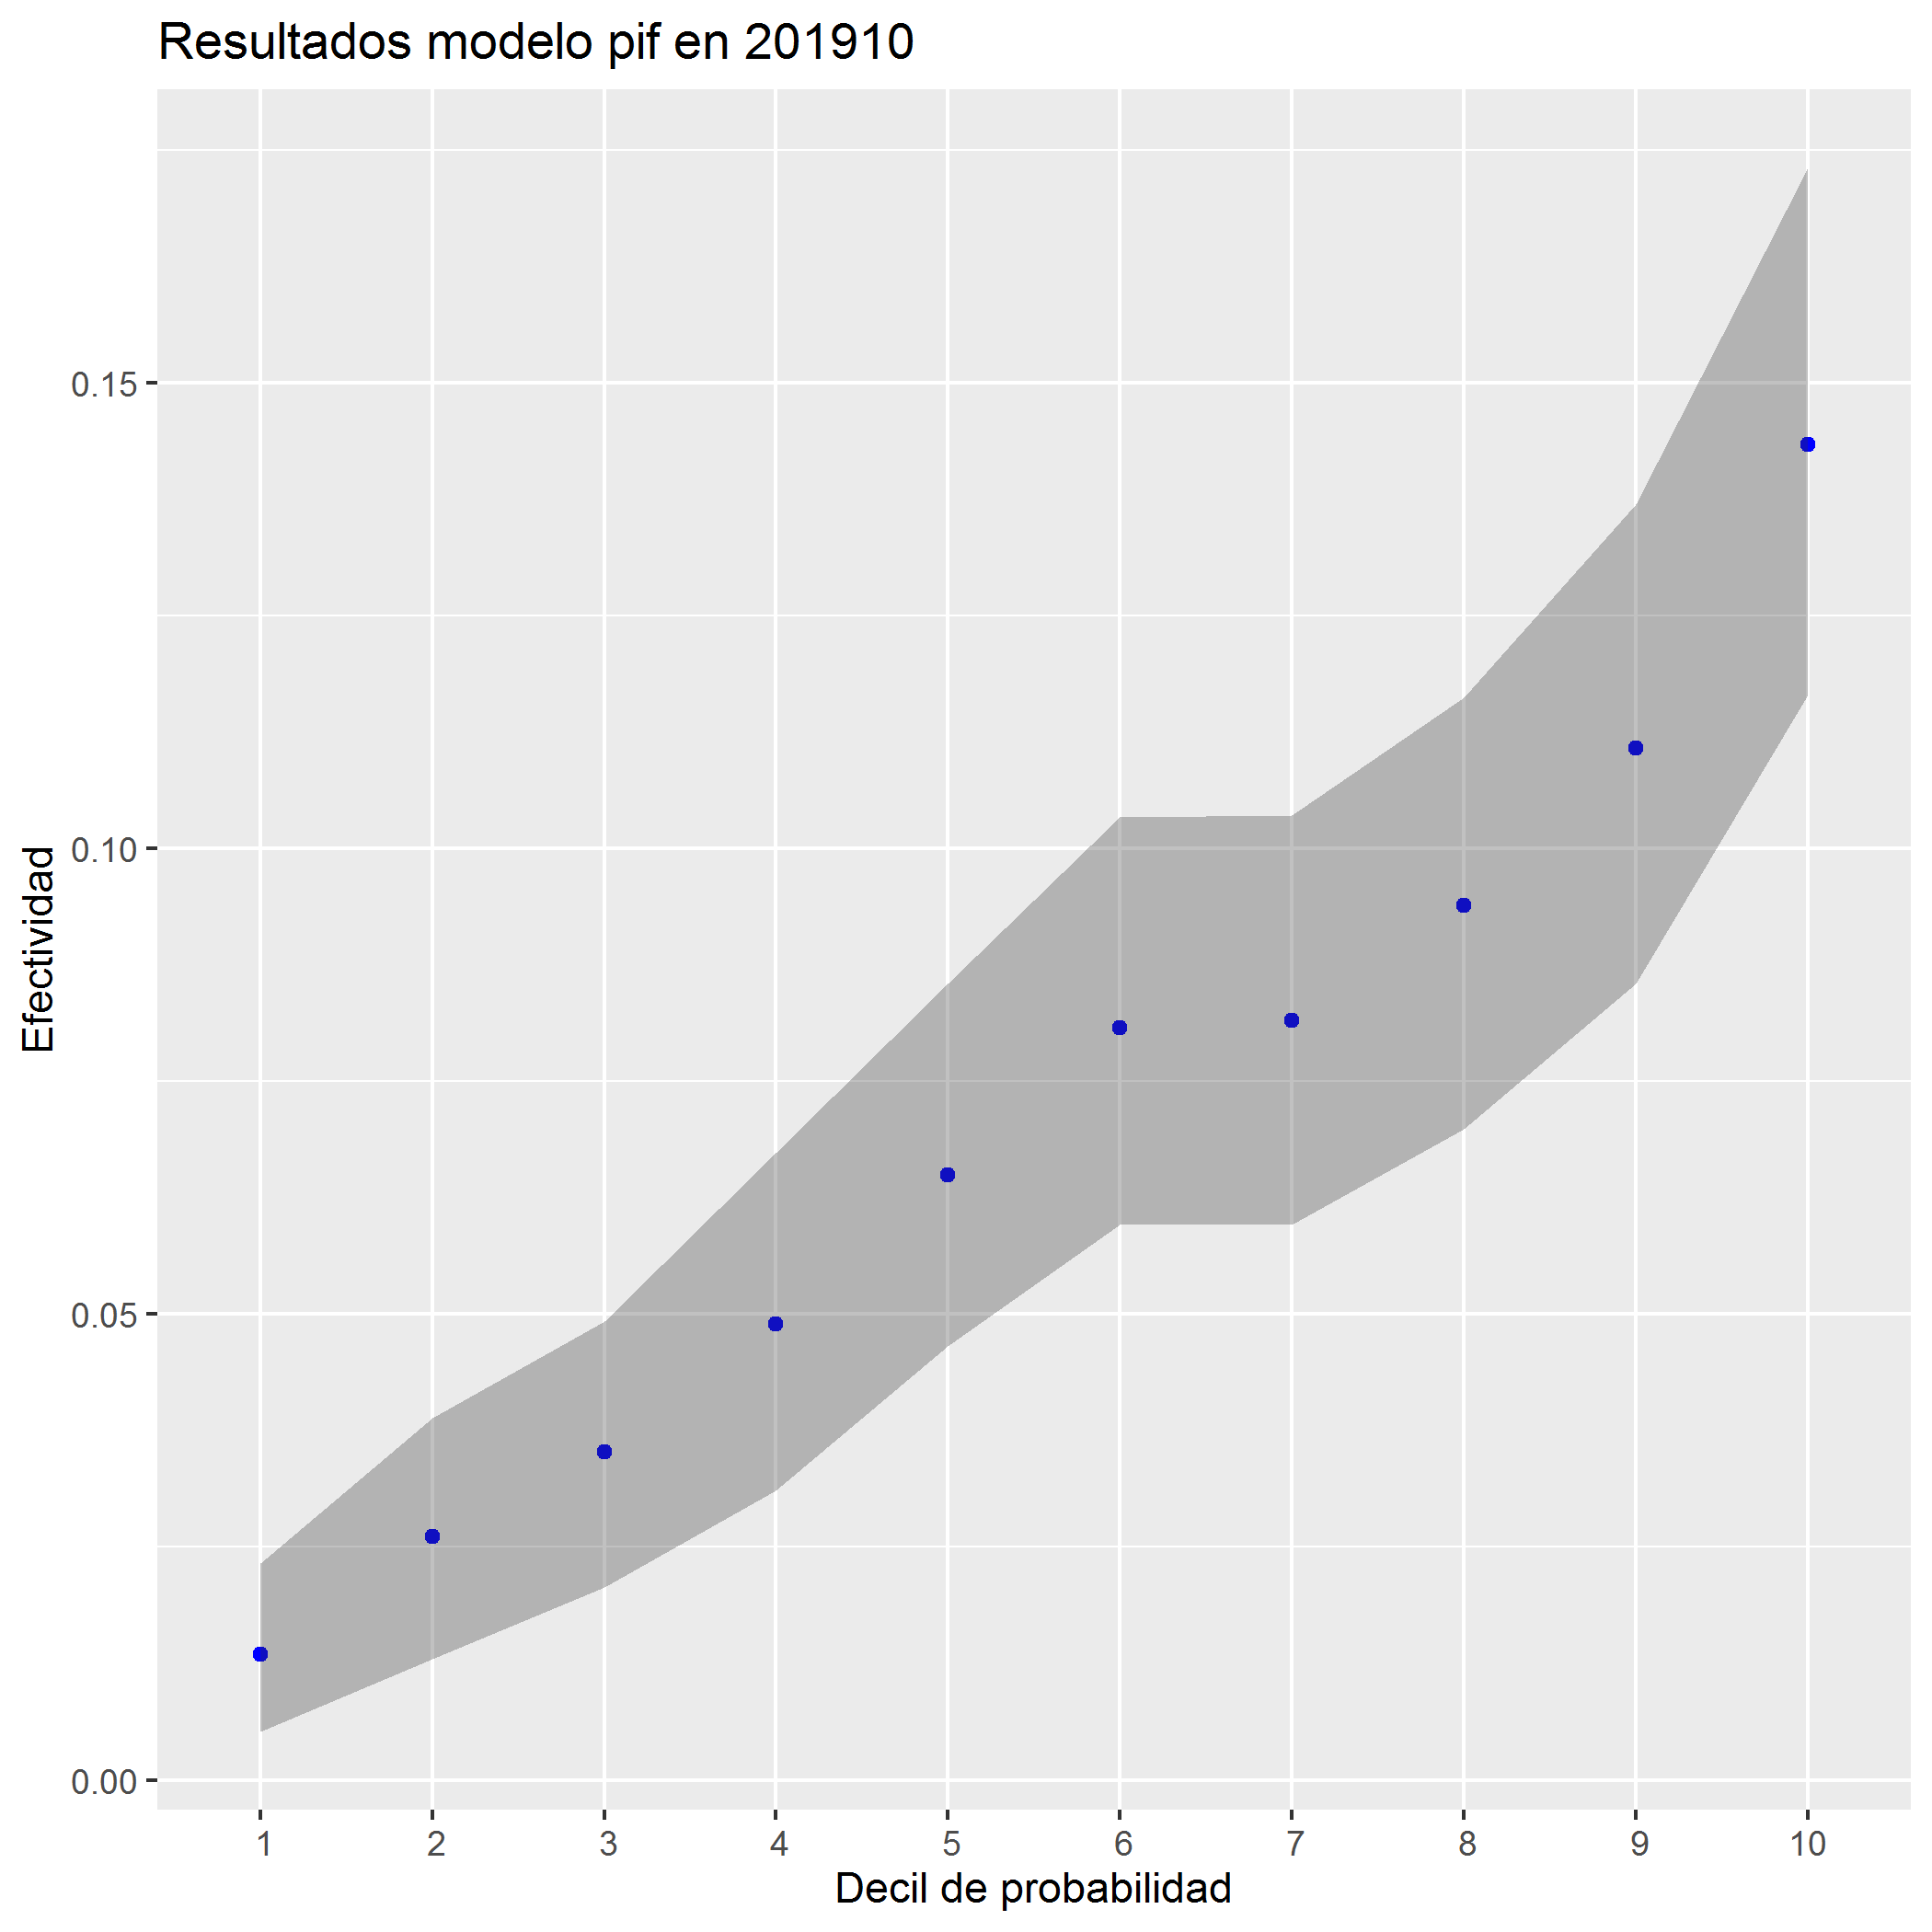 Resultados modelo pif en 201910
Efectividad
0.15
0.10
0.05
0.00
1 2 3 4 5 6 7 8 9 10
Decil de probabilidad